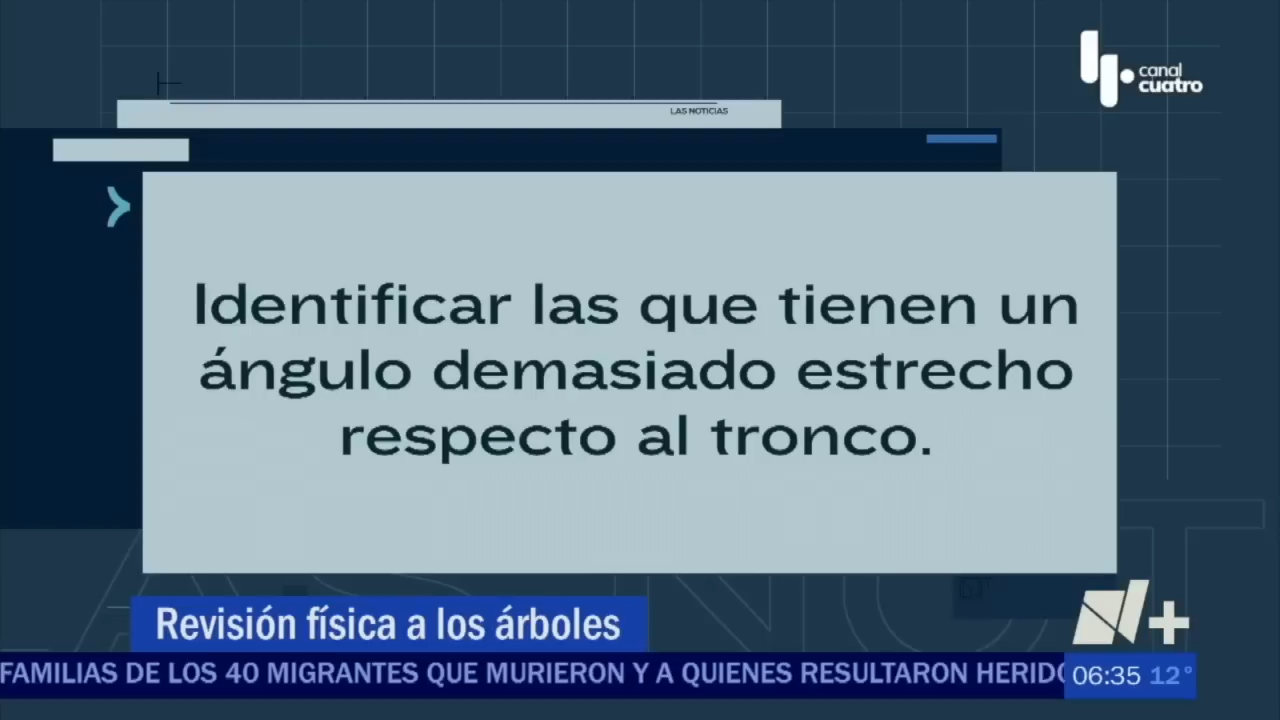 canal
cuatro
LAS NOTICIAS
Identificar las que tienen un
ángulo demasiado estrecho
respecto al tronco.
Revisión física a los árboles
N+
FAMILIAS DE LOS 40 MIGRANTES QUE MURIERON Y A QUIENES RESULTARON HERIDO
06:35 12°